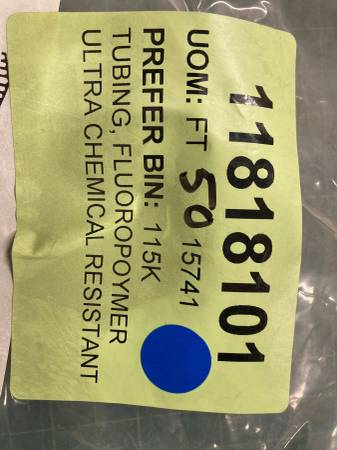 11818101
UOM: FT 50 15741
PREFER BIN: 115K
TUBING, FLUOROPOYMER
ULTRA CHEMICAL RESISTANT